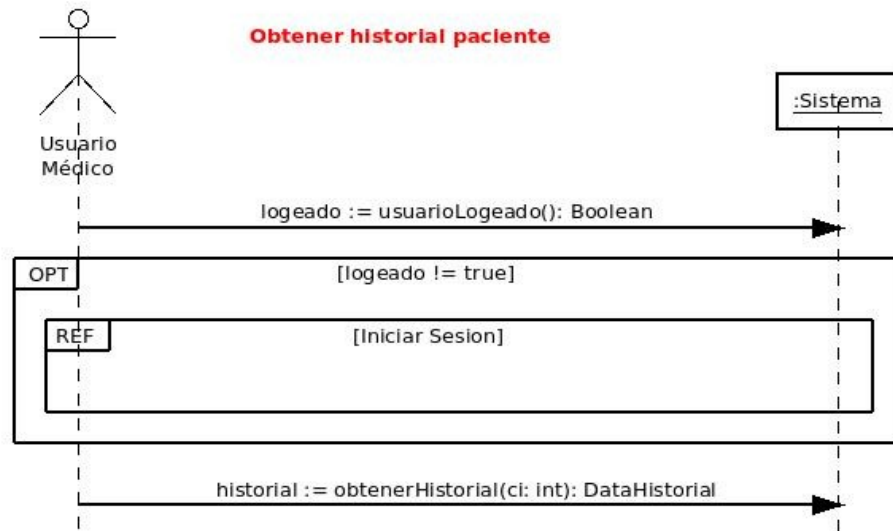 Obtener historial paciente
:Sistema
Usuario
Médico
logeado := usuarioLogeado(): Boolean
OPT
[logeado != true]
REF
[Iniciar Sesion]
historial := obtenerHistorial(ci: int): DataHistorial